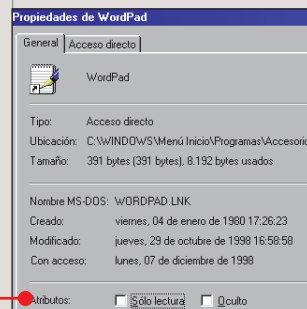 Propiedades de WordPad
General Acceso directo
WordPad
Tipo: Acceso directo
Ubicación: C:\WINDOWS\Menú Inicio\Programas\Accesorio
Tamaño: 391 bytes (391 bytes), 8.192 bytes usados
Nombre MS-DOS: WORDPAD.LNK
Creado: viernes, 04 de enero de 1980 17:26:23
Modificado: jueves, 29 de octubre de 1998 16:58:58
Con acceso: lunes, 07 de diciembre de 1998
Atributos: Sólo lectura Oculto